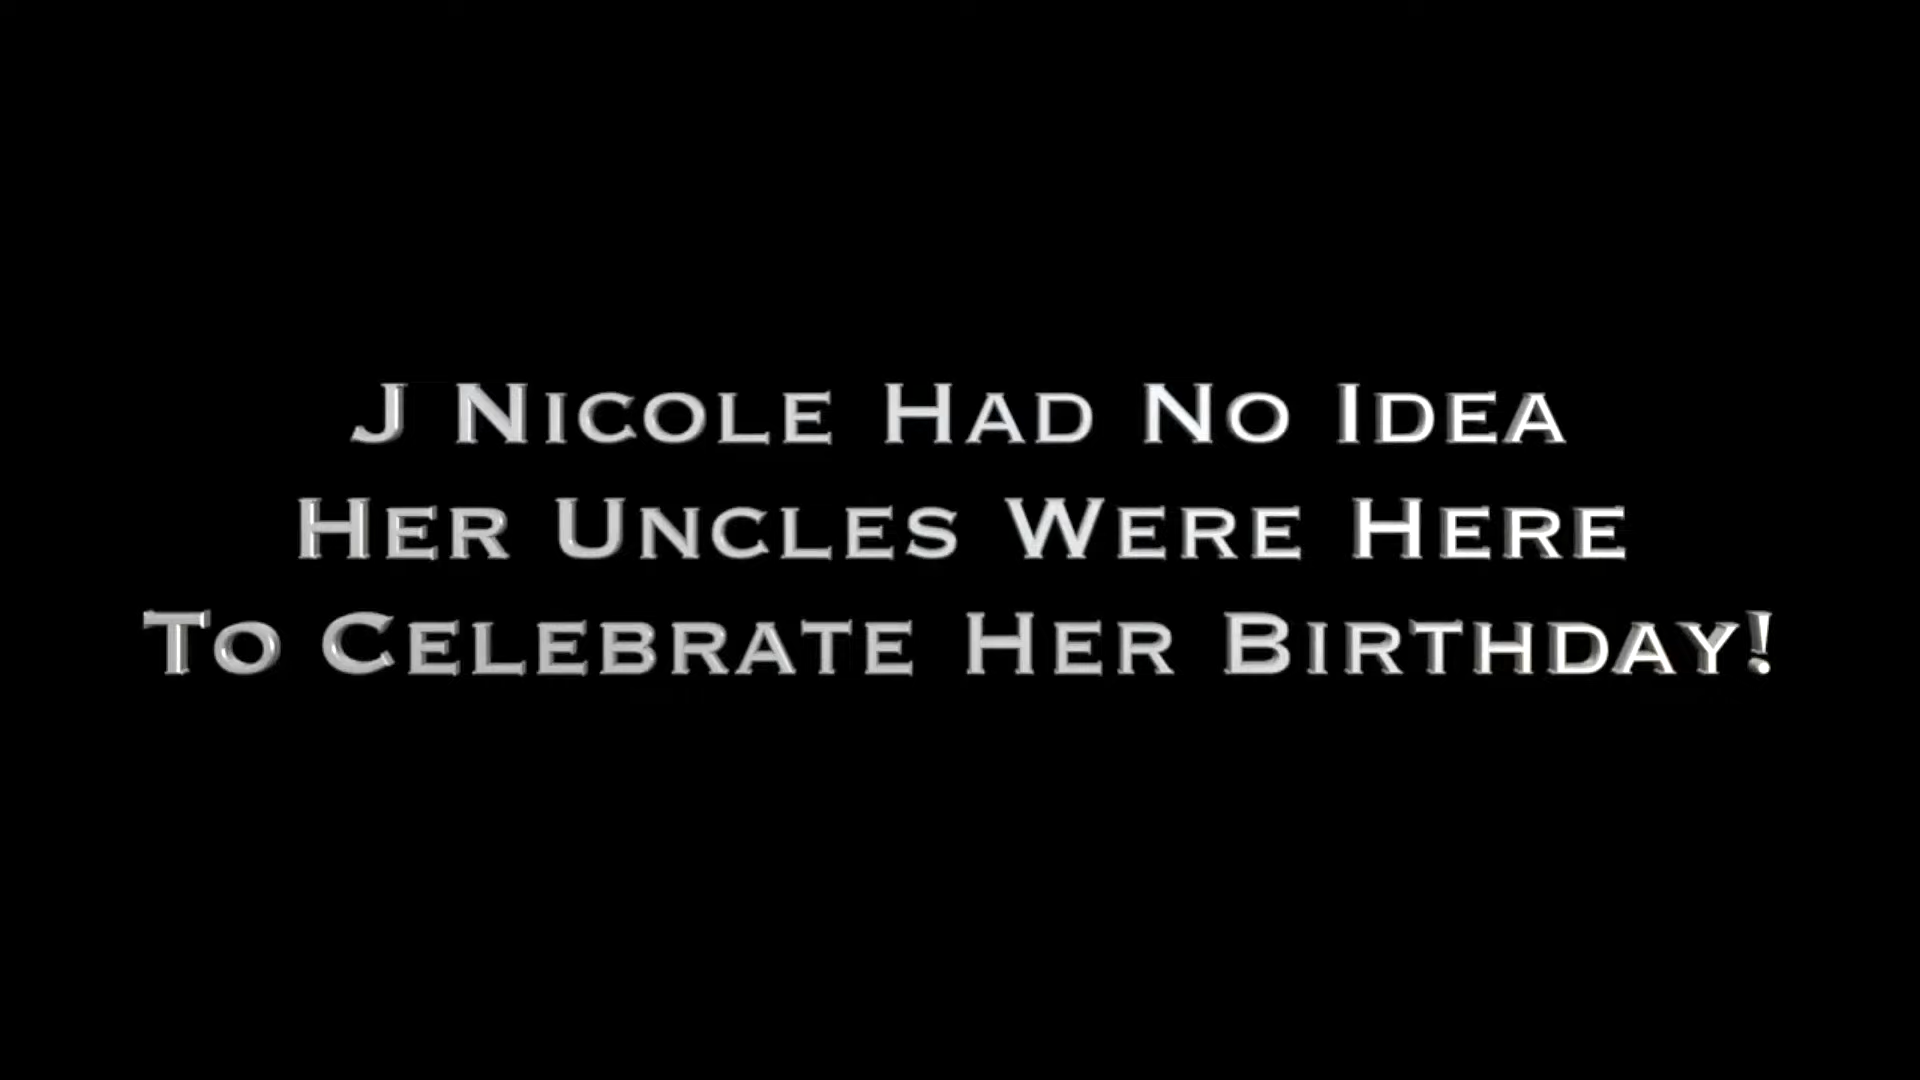 J Nicole Had No Idea
Her Uncles Were Here
To Celebrate Her Birthday!